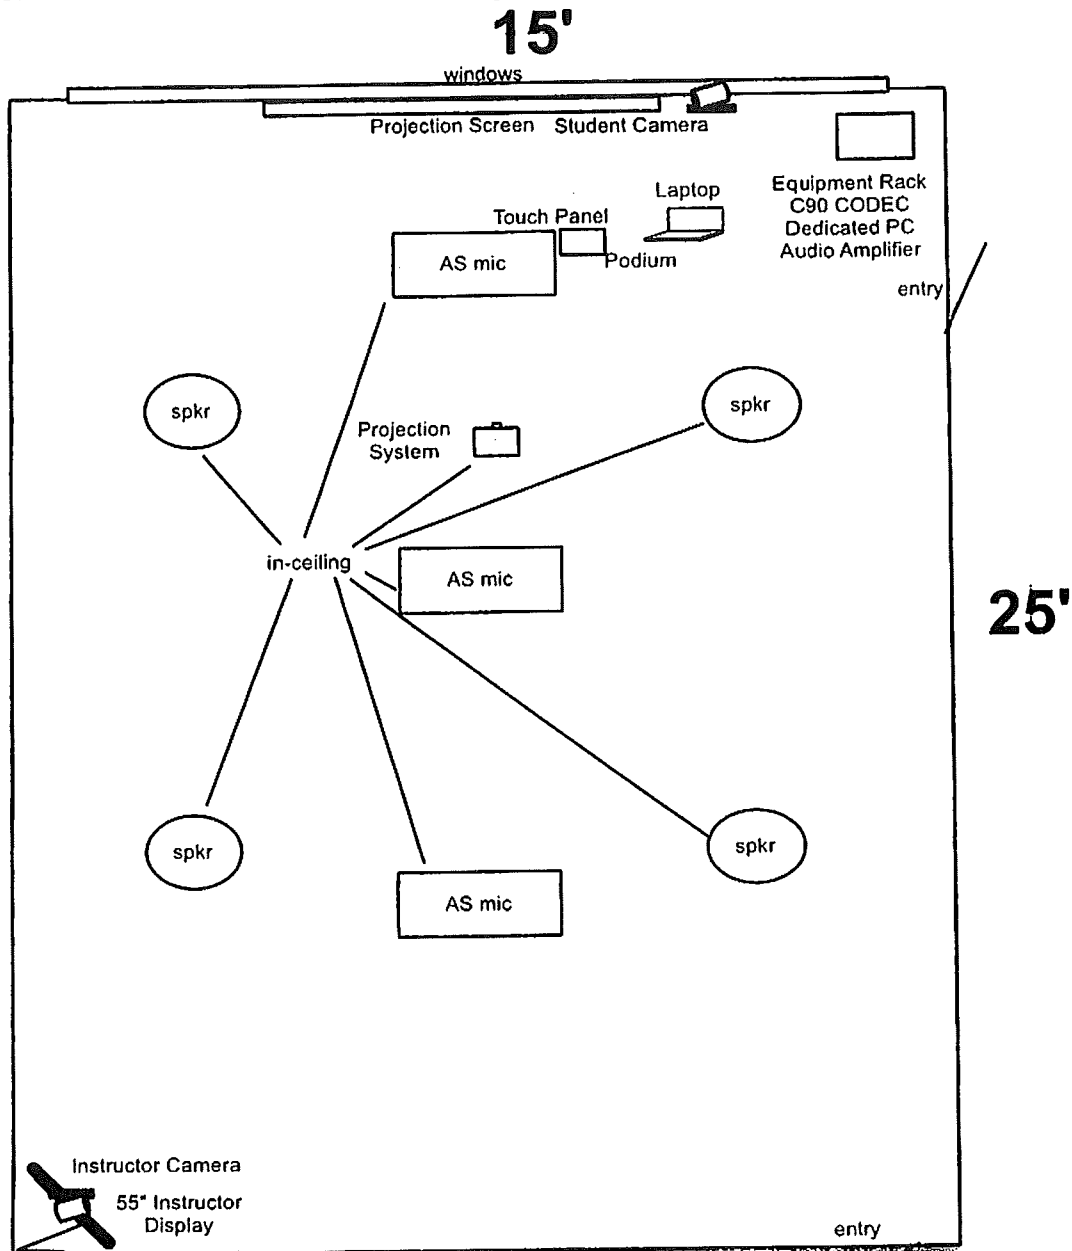 15'
windows
Projection Screen
Student Camera
Equipment Rack
C90 CODEC
Dedicated PC
Audio Amplifier
Laptop
Touch Panel
Podium
AS mic
entry
spkr
spkr
Projection
System
in-ceiling
AS mic
25'
spkr
spkr
AS mic
Instructor Camera
55" Instructor
Display
entry